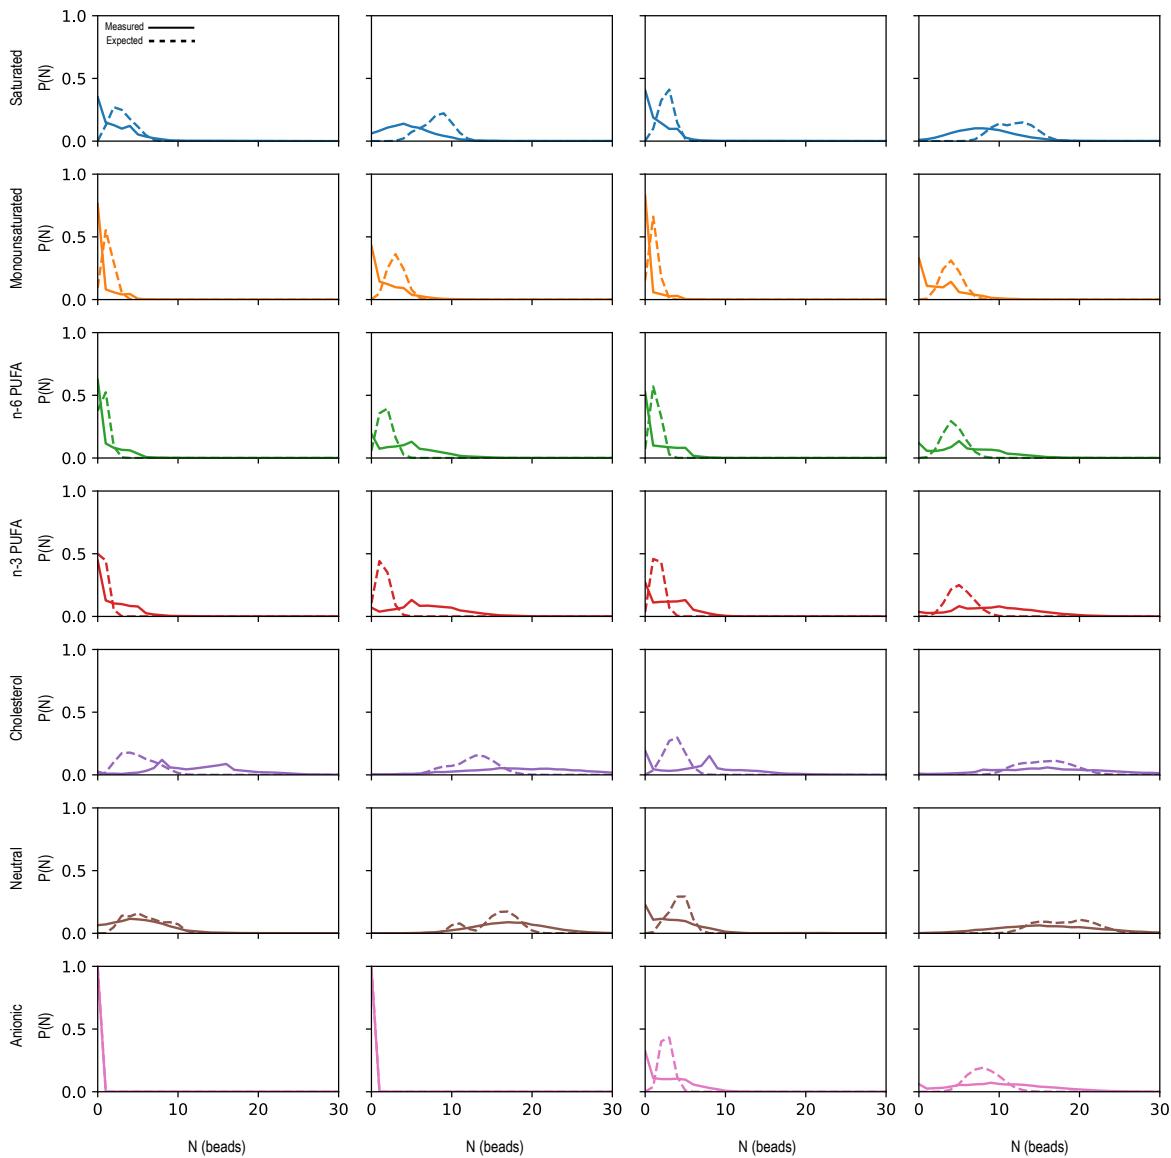 Measured
Expected
Saturated
P(N)
1.0
0.5
0.0
Monounsaturated
P(N)
1.0
0.5
0.0
n-6 PUFA
P(N)
1.0
0.5
0.0
n-3 PUFA
P(N)
1.0
0.5
0.0
Cholesterol
P(N)
1.0
0.5
0.0
Neutral
P(N)
1.0
0.5
0.0
Anionic
P(N)
1.0
0.5
0.0
0 10 20 30 0 10 20 30 0 10 20 30 0 10 20 30
N (beads) N (beads) N (beads) N (beads)